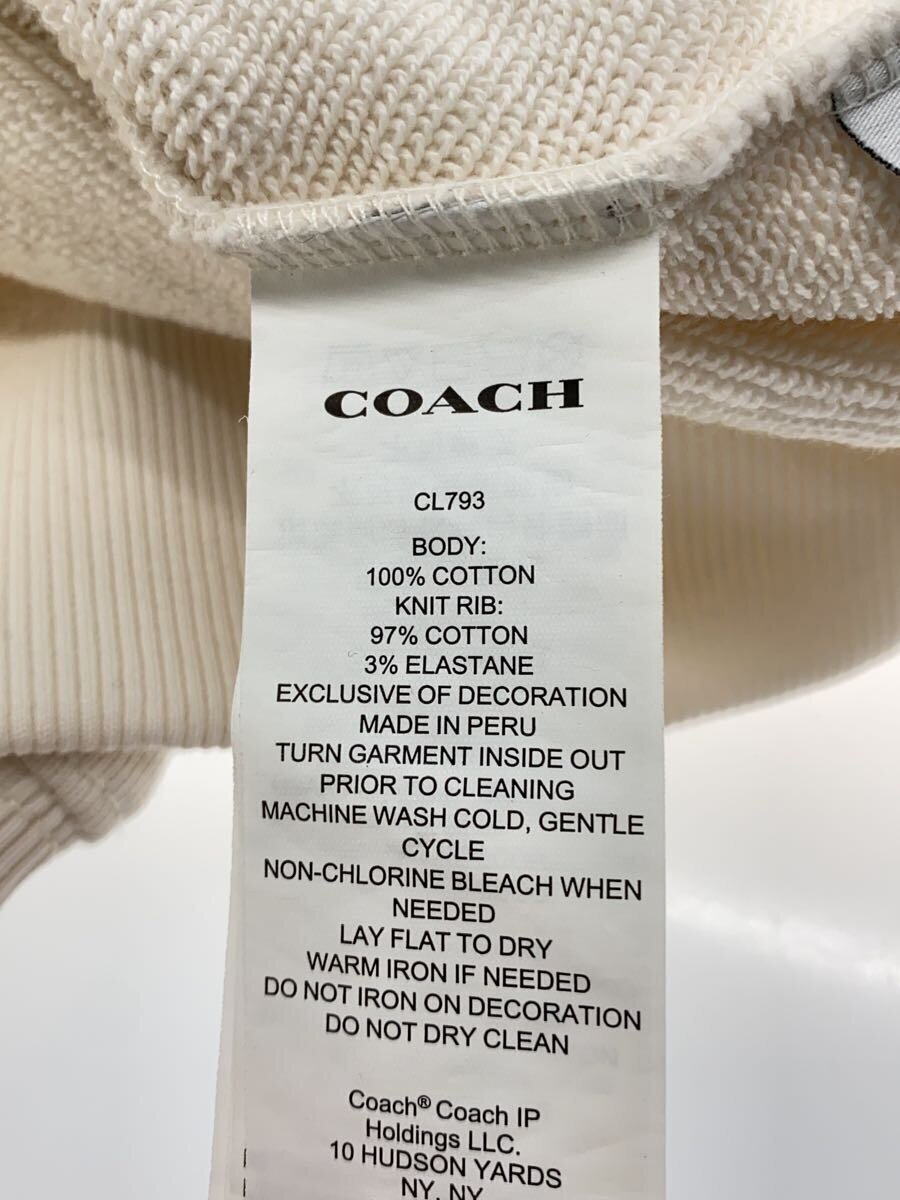 COACH
CL793
BODY:
100% COTTON
KNIT RIB:
97% COTTON
3% ELASTANE
EXCLUSIVE OF DECORATION
MADE IN PERU
TURN GARMENT INSIDE OUT
PRIOR TO CLEANING
MACHINE WASH COLD, GENTLE
CYCLE
NON-CHLORINE BLEACH WHEN
NEEDED
LAY FLAT TO DRY
WARM IRON IF NEEDED
DO NOT IRON ON DECORATION
DO NOT DRY CLEAN
Coach® Coach IP
Holdings LLC.
10 HUDSON YARDS
NY, NY